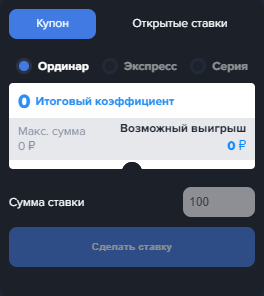 Купон Открытые ставки
Ординар Экспресс Серия
0 Итоговый коэффициент
Макс. сумма Возможный выигрыш
0 ₽ 0 ₽
Сумма ставки 100
Сделать ставку